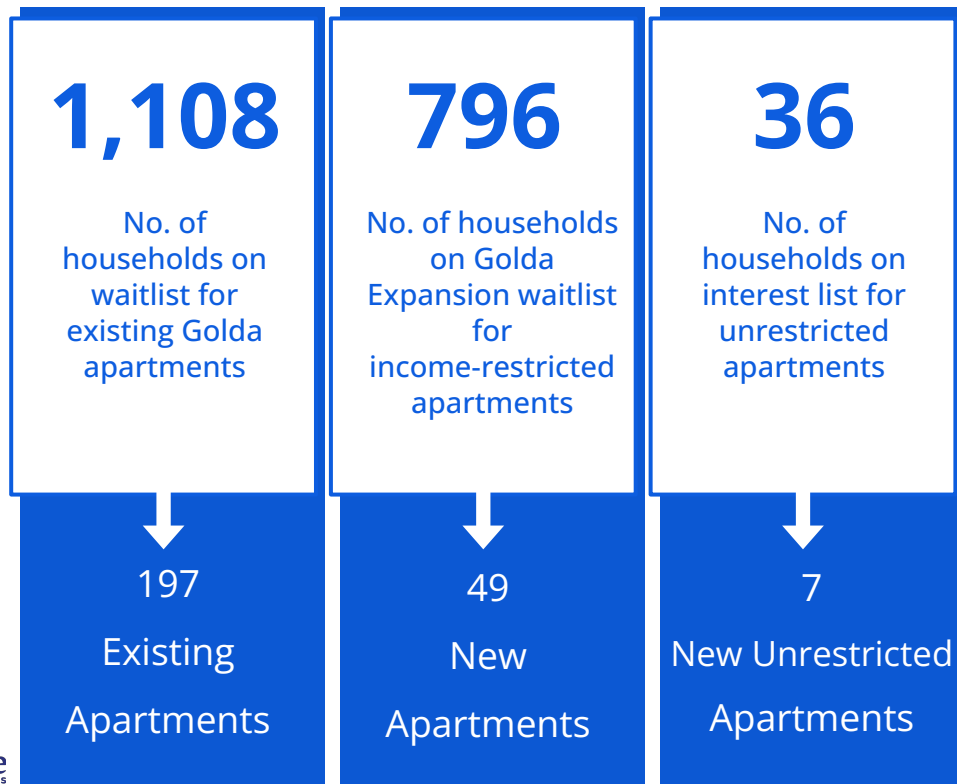 1,108
No. of
households on
waitlist for
existing Golda
apartments
197
Existing
Apartments
796
No. of households
on Golda
Expansion waitlist
for
income-restricted
apartments
49
New
Apartments
36
No. of
households on
interest list for
unrestricted
apartments
7
New Unrestricted
Apartments